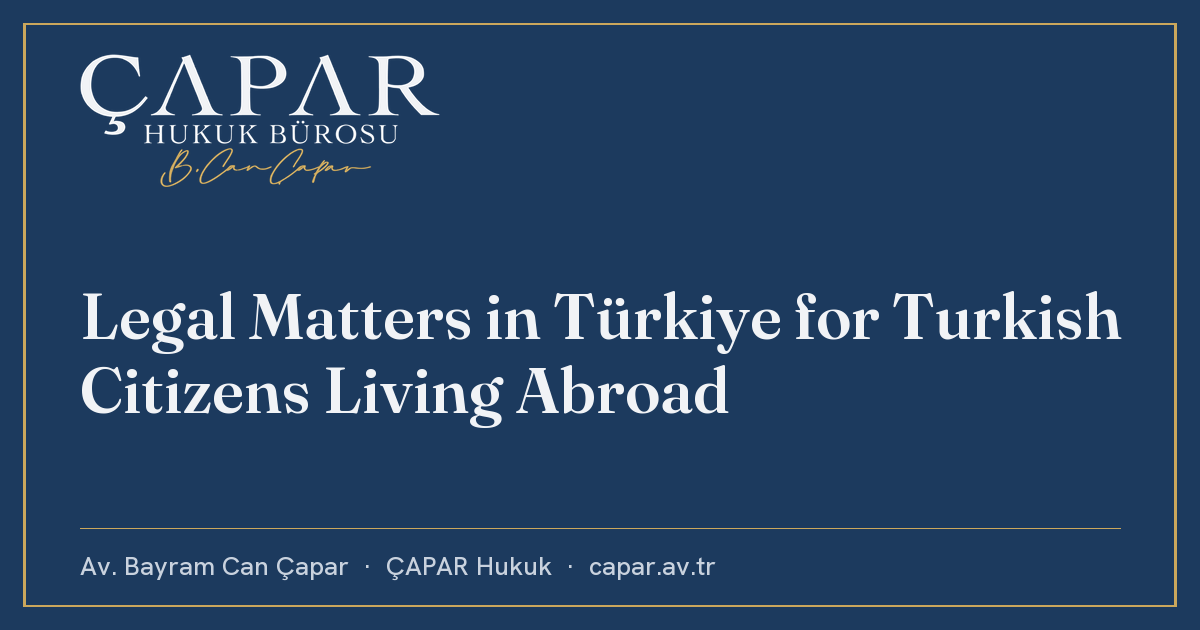 ÇAPAR
HUKUK BÜROSU
B.Can Çapar
Legal Matters in Türkiye for Turkish
Citizens Living Abroad
Av. Bayram Can Çapar · ÇAPAR Hukuk · capar.av.tr